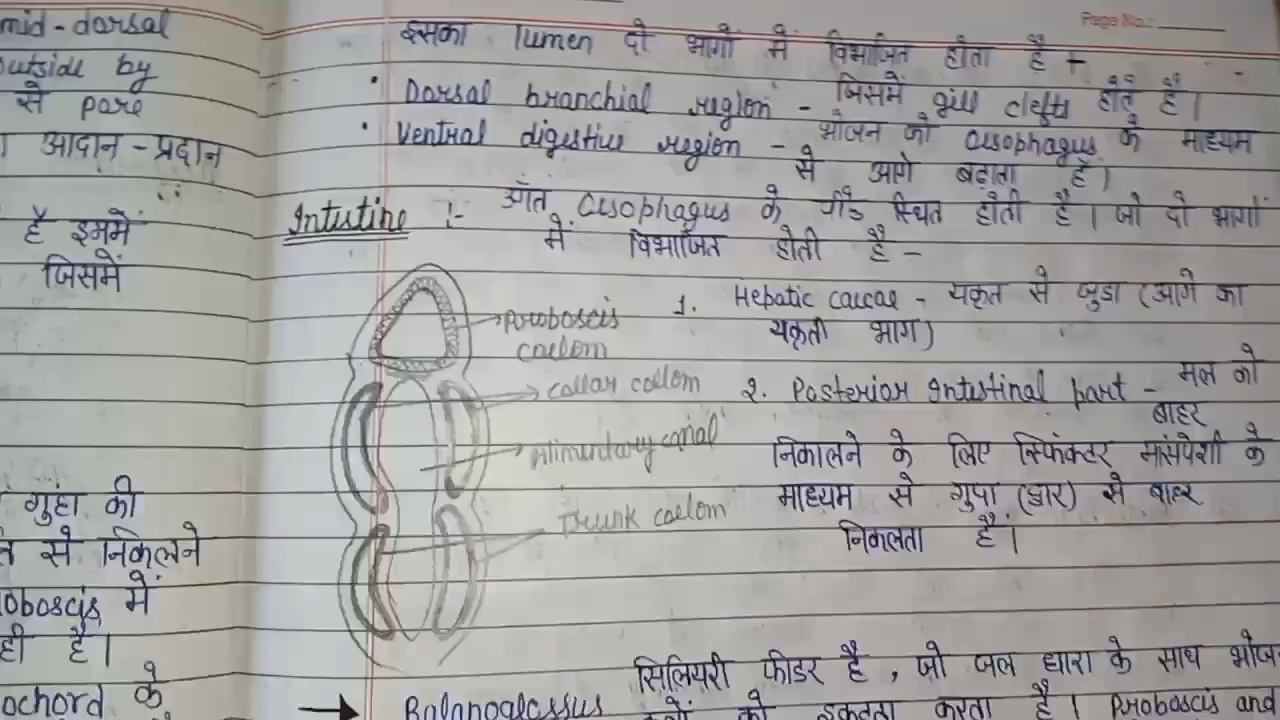 mid-dorsal
outside by
से pore
आदान-प्रदान
है इसमें
जिसमें
गुहा की
से निकलने
proboscis में
ही है।
ochord के
Page No.:
इसका lumen दो भागों में विभाजित होता है -
• Dorsal branchial region - जिसमें gill clefts होते है।
• Ventral digestive region - भोजन को oesophagus के माध्यम
से आगे बढ़ाता है।
Intestine :- आँत oesophagus के पीछे स्थित होती है। जो दो भागों
में विभाजित होती है -
Proboscis
coelom
collar coelom
Alimentary canal
Trunk coelom
1. Hepatic caecae - यकृत से जुडा (आगे का
यकृती भाग)
2. Posterior Intestinal part - मल को
बाहर
निकालने के लिए स्फिंक्टर मांसपेशी के
माध्यम से गुपा (द्वार) से बाहर
निकलता है।
→ Balanoglossus सिलियरी फीडर है, जो जल धारा के साथ
को इकट्ठा करता है। Proboscis and